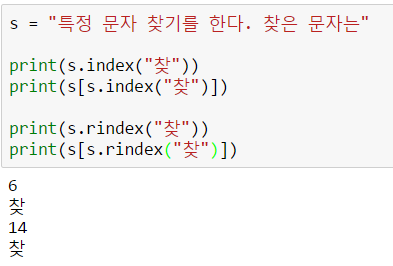 s = "특정 문자 찾기를 한다. 찾은 문자는"
print(s.index("찾"))
print(s[s.index("찾")])
print(s.rindex("찾"))
print(s[s.rindex("찾")])
6
찾
14
찾